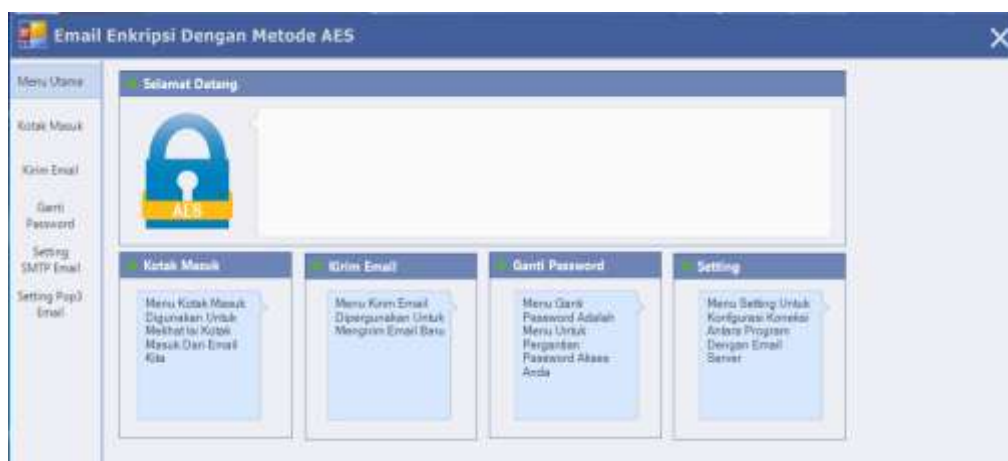 Email Enkripsi Dengan Metode AES
Menu Utama
Kotak Masuk
Kirim Email
Ganti
Password
Setting
SMTP Email
Setting Pop3
Email
Selamat Datang
AES
Kotak Masuk
Menu Kotak Masuk
Digunakan Untuk
Melihat Isi Kotak
Masuk Dari Email
Kita
Kirim Email
Menu Kirim Email
Dipergunakan Untuk
Mengirim Email Baru
Ganti Password
Menu Ganti
Password Adalah
Menu Untuk
Pergantian
Password Akses
Anda
Setting
Menu Setting Untuk
Konfigurasi Koneksi
Antara Program
Dengan Email
Server